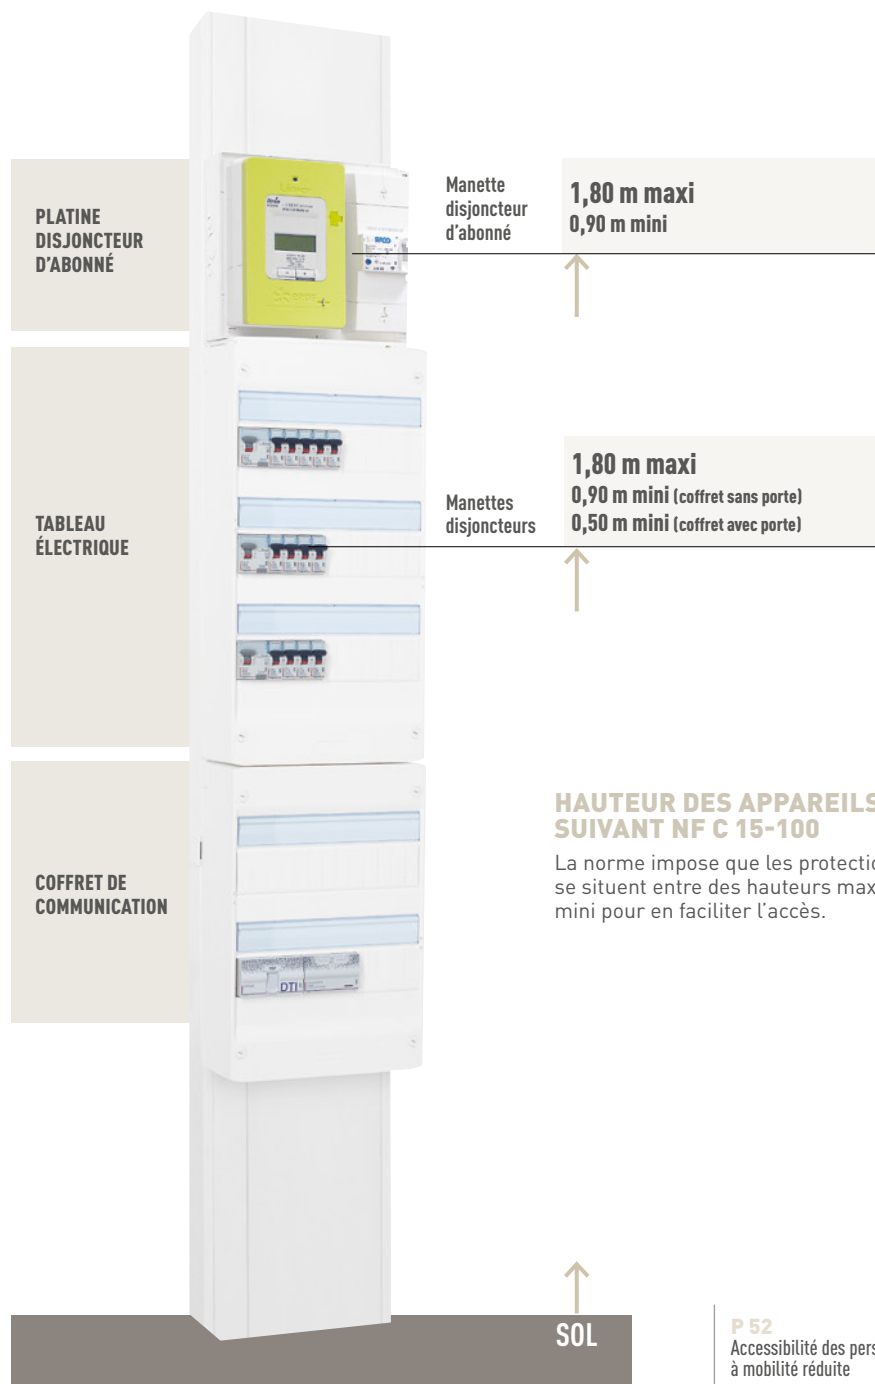 PLATINE
DISJONCTEUR
D'ABONNÉ
Manette
disjoncteur
d'abonné
1,80 m maxi
0,90 m mini
TABLEAU
ÉLECTRIQUE
Manettes
disjoncteurs
1,80 m maxi
0,90 m mini (coffret sans porte)
0,50 m mini (coffret avec porte)
COFFRET DE
COMMUNICATION
DTI
HAUTEUR DES APPAREILS
SUIVANT NF C 15-100
La norme impose que les protectio
se situent entre des hauteurs max
mini pour en faciliter l'accès.
SOL
P 52
Accessibilité des pers
à mobilité réduite